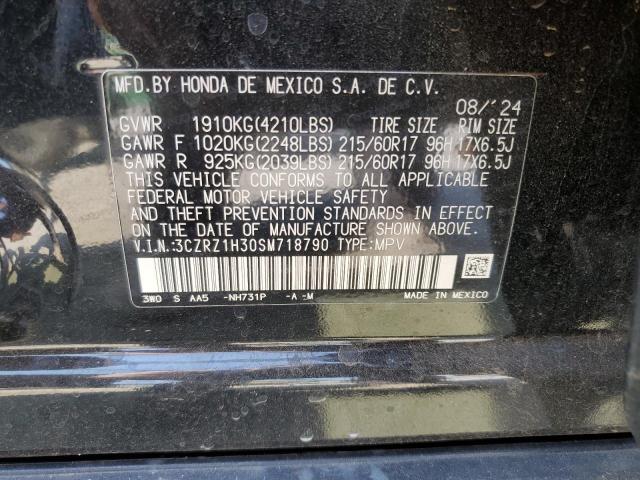 MFD.BY HONDA DE MEXICO S.A. DE C.V.
08/'24
GVWR 1910KG(4210LBS) TIRE SIZE RIM SIZE
GAWR F 1020KG(2248LBS) 215/60R17 96H 17X6.5J
GAWR R 925KG(2039LBS) 215/60R17 96H 17X6.5J
THIS VEHICLE CONFORMS TO ALL APPLICABLE
FEDERAL MOTOR VEHICLE SAFETY
AND THEFT PREVENTION STANDARDS IN EFFECT
ON THE DATE OF MANUFACTURE SHOWN ABOVE.
V.I.N.:3CZRZ1H30SM718790 TYPE:MPV
3W0 S AA5 -NH731P -A -M MADE IN MEXICO